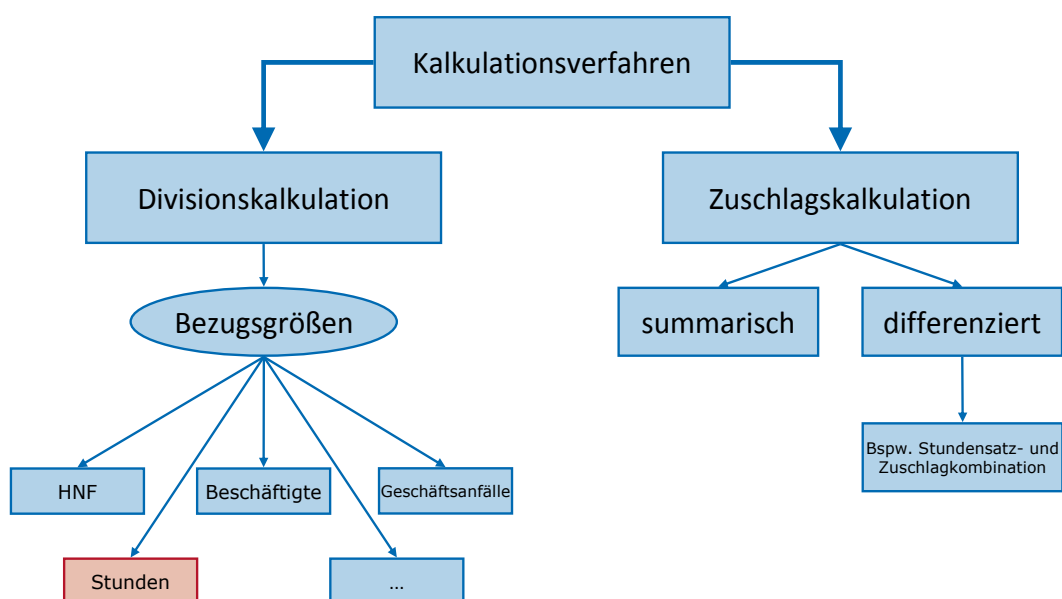 Kalkulationsverfahren
Divisionskalkulation
Zuschlagskalkulation
Bezugsgrößen
summarisch
differenziert
Bspw. Stundensatz- und
Zuschlagkombination
HNF
Beschäftigte
Geschäftsanfälle
Stunden
...